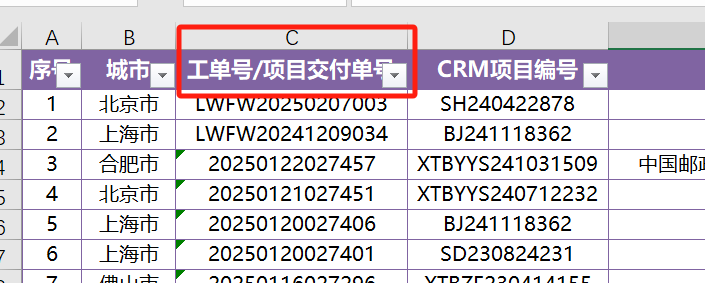 A B C D
1 序号 城市 工单号/项目交付单号 CRM项目编号
2 1 北京市 LWFW20250207003 SH240422878
3 2 上海市 LWFW20241209034 BJ241118362
4 3 合肥市 20250122027457 XTBYYS241031509 中国邮政
5 4 北京市 20250121027451 XTBYYS240712232
6 5 上海市 20250120027406 BJ241118362
7 6 上海市 20250120027401 SD230824231
7 佛山市 20250116027296 XTBZF230414155